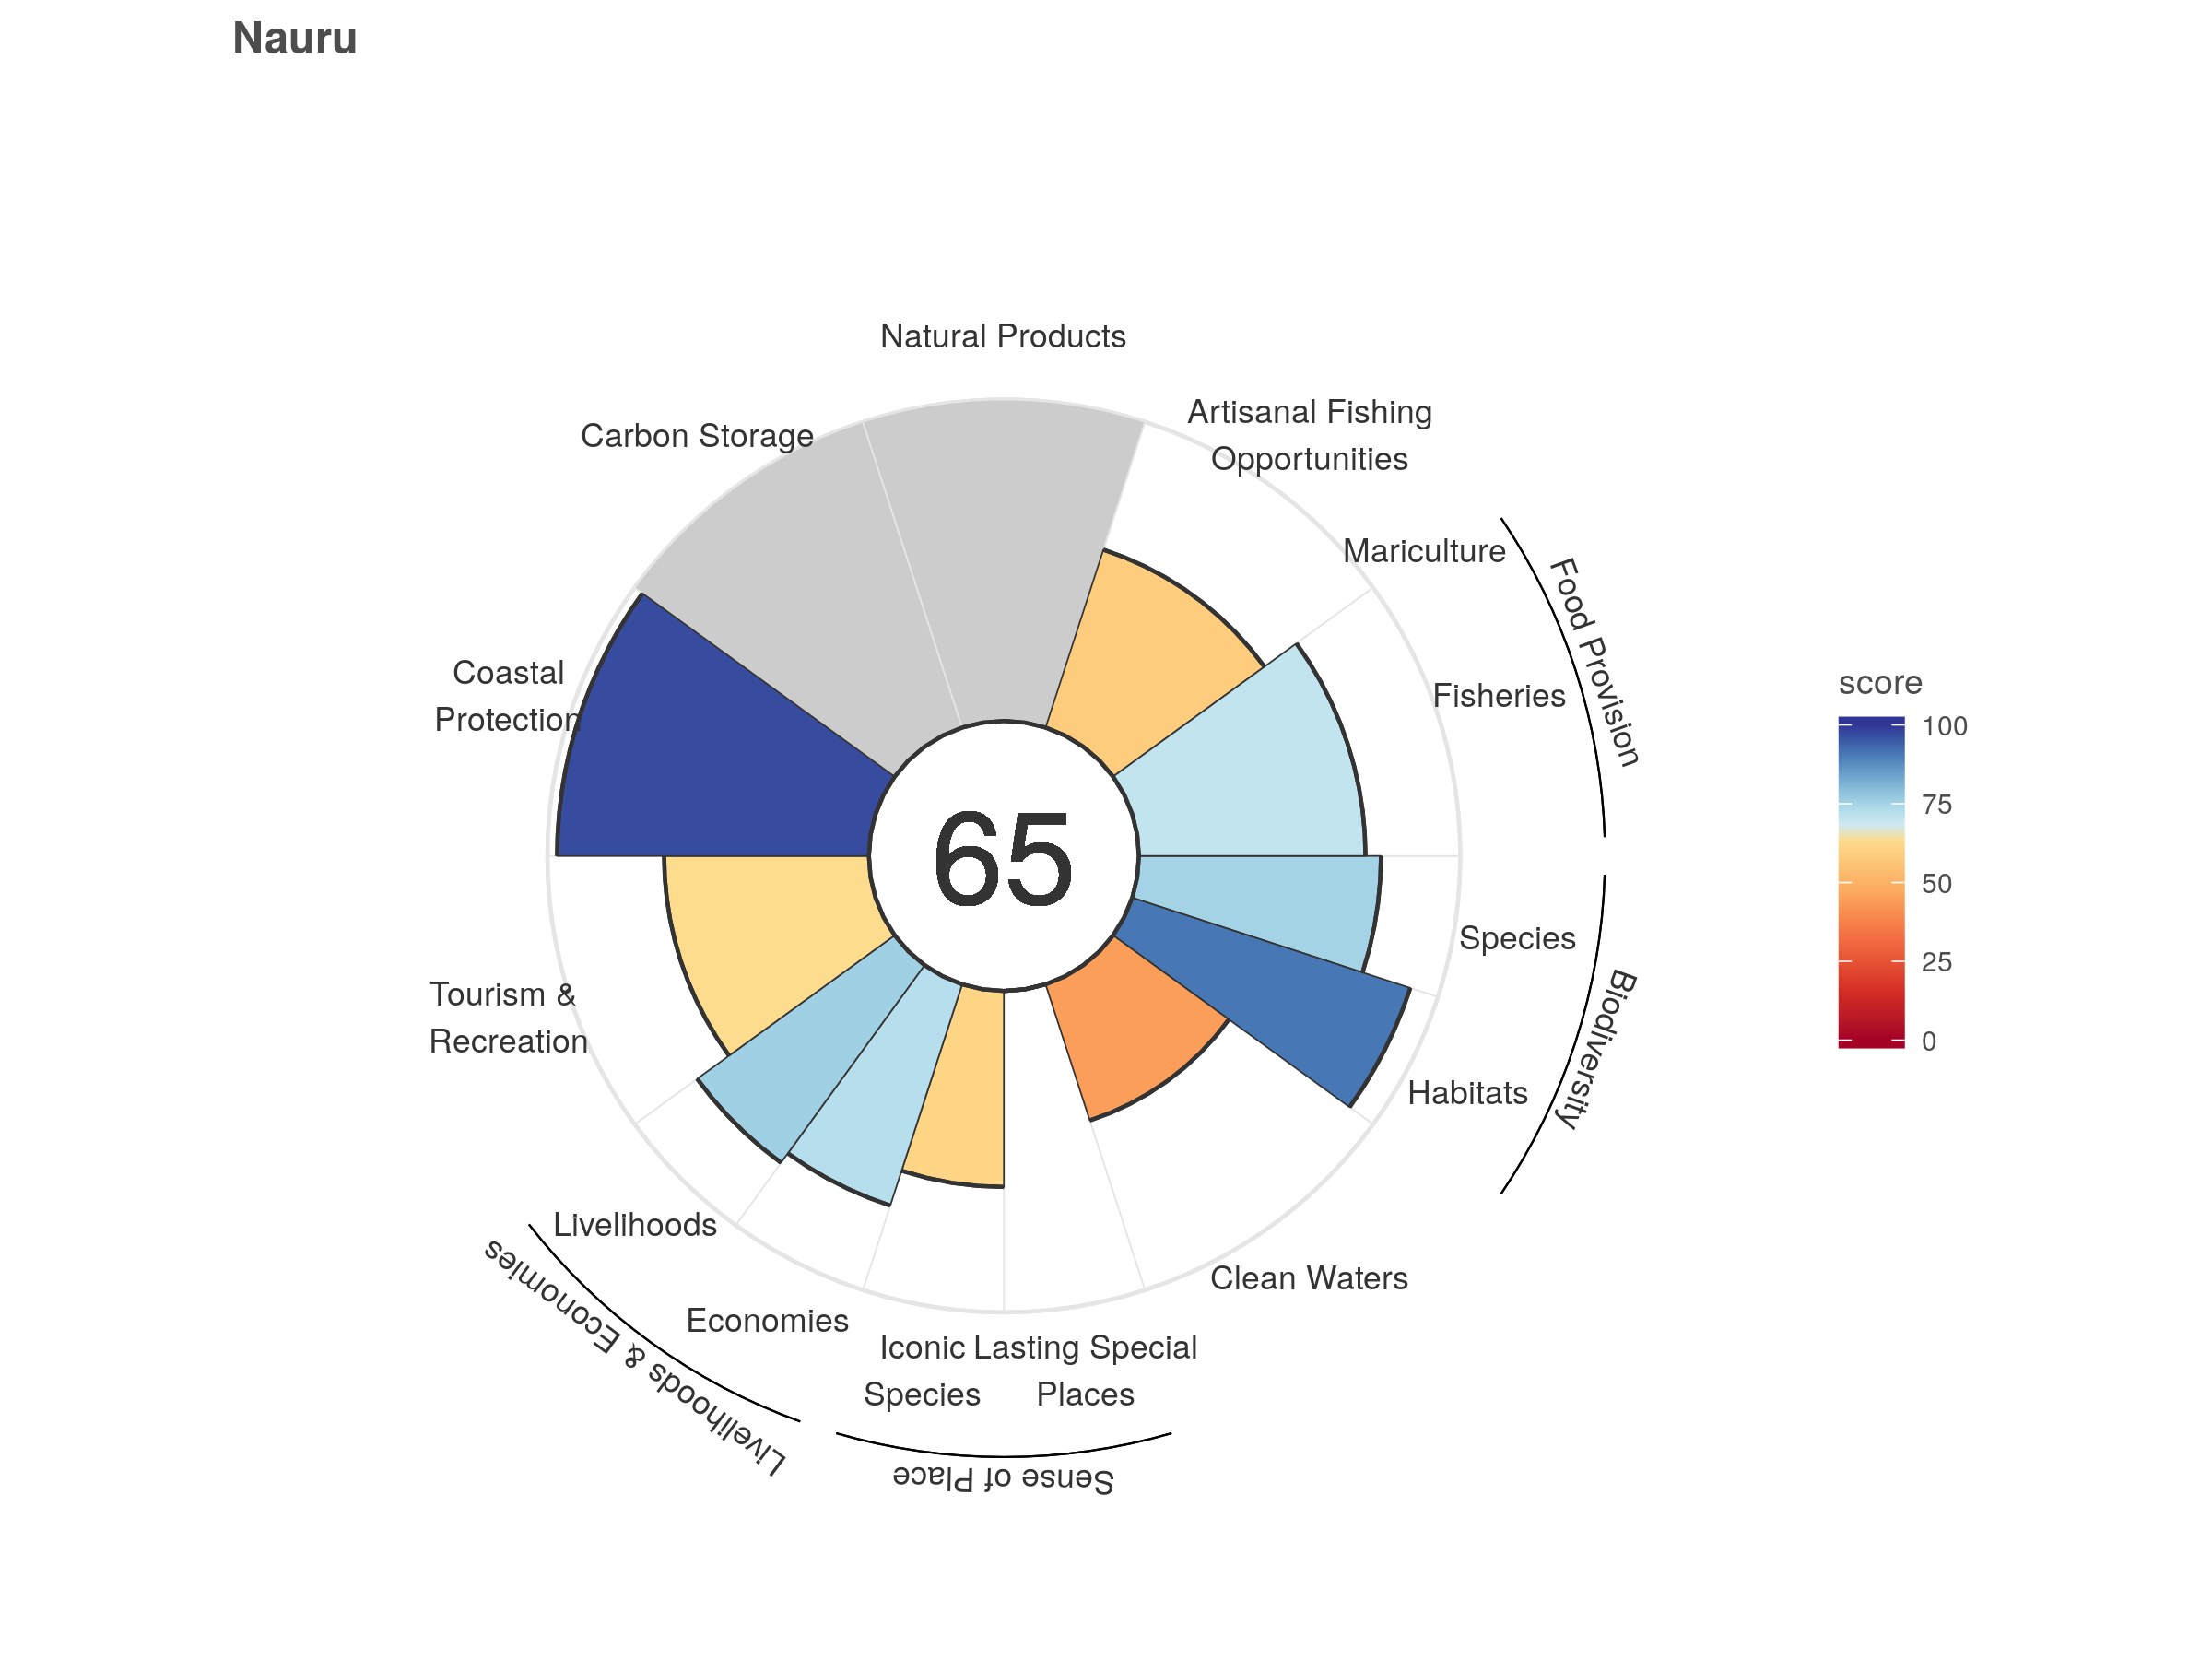 Nauru
Natural Products
Artisanal Fishing
Opportunities
Carbon Storage
Mariculture
Food Provision
Fisheries
Coastal
Protection
score
100
75
50
25
0
65
Species
Biodiversity
Habitats
Tourism &
Recreation
Livelihoods
Livelihoods & Economies
Economies
Clean Waters
Iconic
Species
Lasting Special
Places
Sense of Place